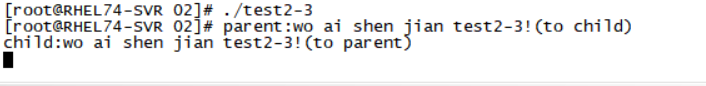 [root@RHEL74-SVR 02]# ./test2-3
[root@RHEL74-SVR 02]# parent:wo ai shen jian test2-3!(to child)
child:wo ai shen jian test2-3!(to parent)